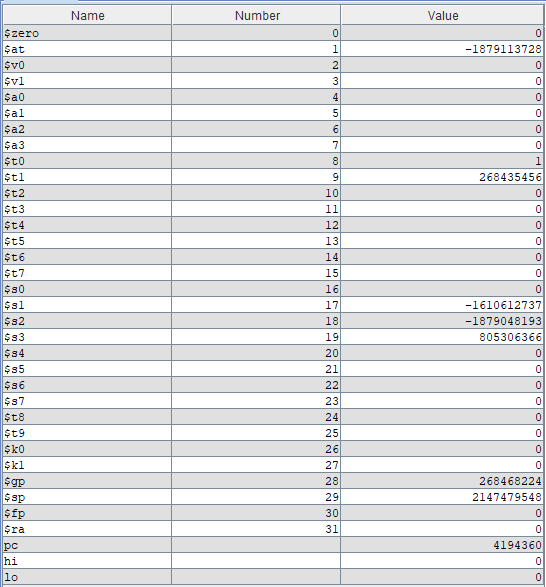 Name Number Value
$zero 0 0
$at 1 -1879113728
$v0 2 0
$v1 3 0
$a0 4 0
$a1 5 0
$a2 6 0
$a3 7 0
$t0 8 1
$t1 9 268435456
$t2 10 0
$t3 11 0
$t4 12 0
$t5 13 0
$t6 14 0
$t7 15 0
$s0 16 0
$s1 17 -1610612737
$s2 18 -1879048193
$s3 19 805306366
$s4 20 0
$s5 21 0
$s6 22 0
$s7 23 0
$t8 24 0
$t9 25 0
$k0 26 0
$k1 27 0
$gp 28 268468224
$sp 29 2147479548
$fp 30 0
$ra 31 0
pc 4194360
hi 0
lo 0